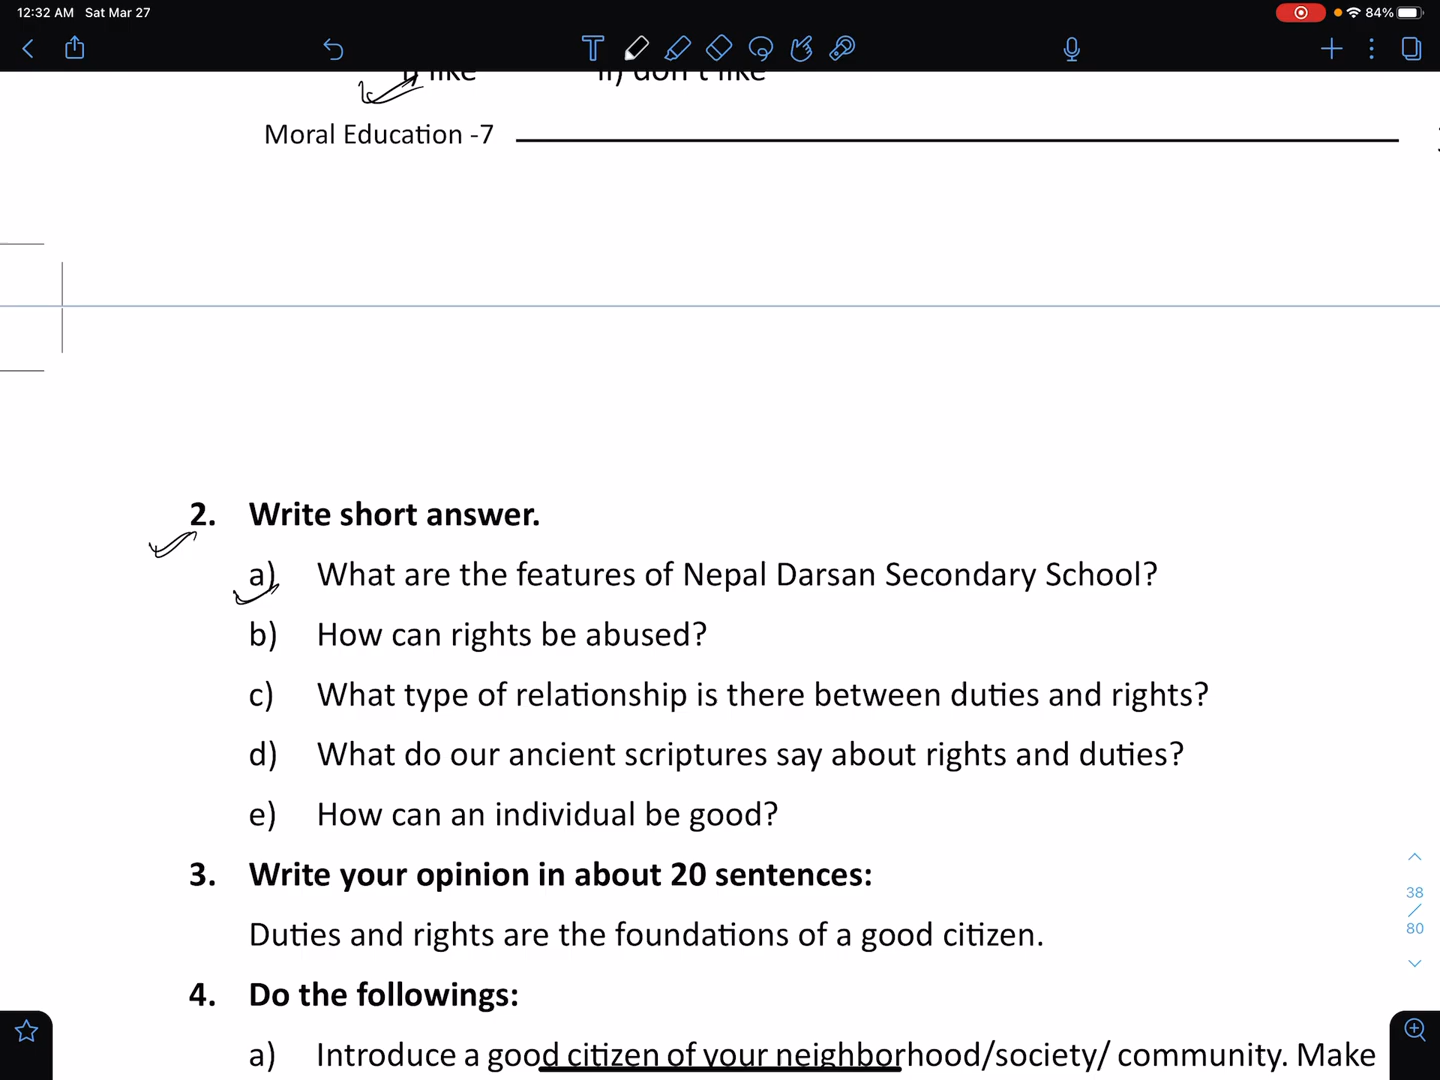 12:32 AM Sat Mar 27
84%
i) like ii) don't like
Moral Education -7
2. Write short answer.
a) What are the features of Nepal Darsan Secondary School?
b) How can rights be abused?
c) What type of relationship is there between duties and rights?
d) What do our ancient scriptures say about rights and duties?
e) How can an individual be good?
3. Write your opinion in about 20 sentences:
Duties and rights are the foundations of a good citizen.
4. Do the followings:
a) Introduce a good citizen of your neighborhood/society/ community. Make
38
/
80